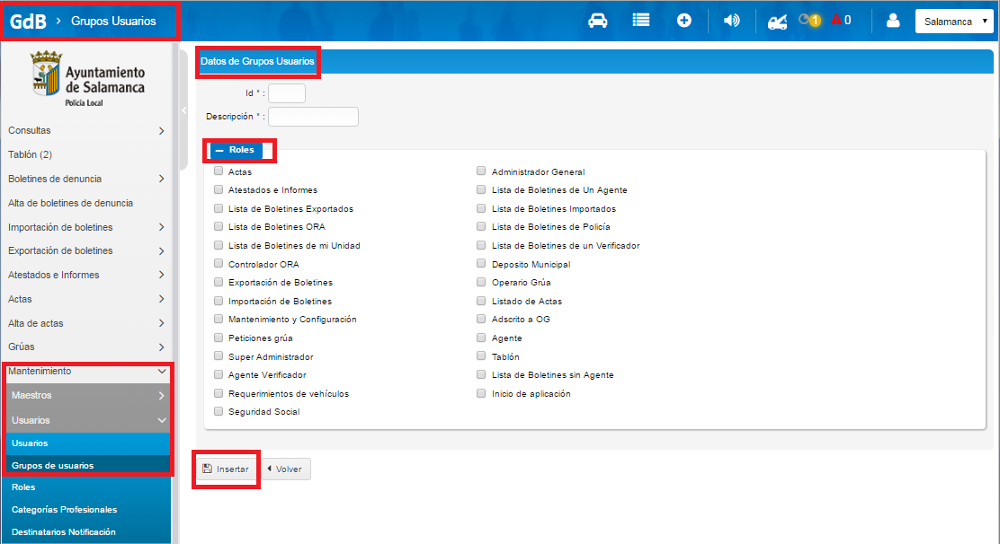 GdB > Grupos Usuarios
1 0 Salamanca
Ayuntamiento
de Salamanca
Policía Local
Consultas
Tablón (2)
Boletines de denuncia
Alta de boletines de denuncia
Importación de boletines
Exportación de boletines
Atestados e Informes
Actas
Alta de actas
Grúas
Mantenimiento
Maestros
Usuarios
Usuarios
Grupos de usuarios
Roles
Categorías Profesionales
Destinatarios Notificación
Datos de Grupos Usuarios
Id * :
Descripción * :
Roles
Actas
Administrador General
Atestados e Informes
Lista de Boletines de Un Agente
Lista de Boletines Exportados
Lista de Boletines Importados
Lista de Boletines ORA
Lista de Boletines de Policía
Lista de Boletines de mi Unidad
Lista de Boletines de un Verificador
Controlador ORA
Deposito Municipal
Exportación de Boletines
Operario Grúa
Importación de Boletines
Listado de Actas
Mantenimiento y Configuración
Adscrito a OG
Peticiones grúa
Agente
Super Administrador
Tablón
Agente Verificador
Lista de Boletines sin Agente
Requerimientos de vehículos
Inicio de aplicación
Seguridad Social
Insertar
Volver